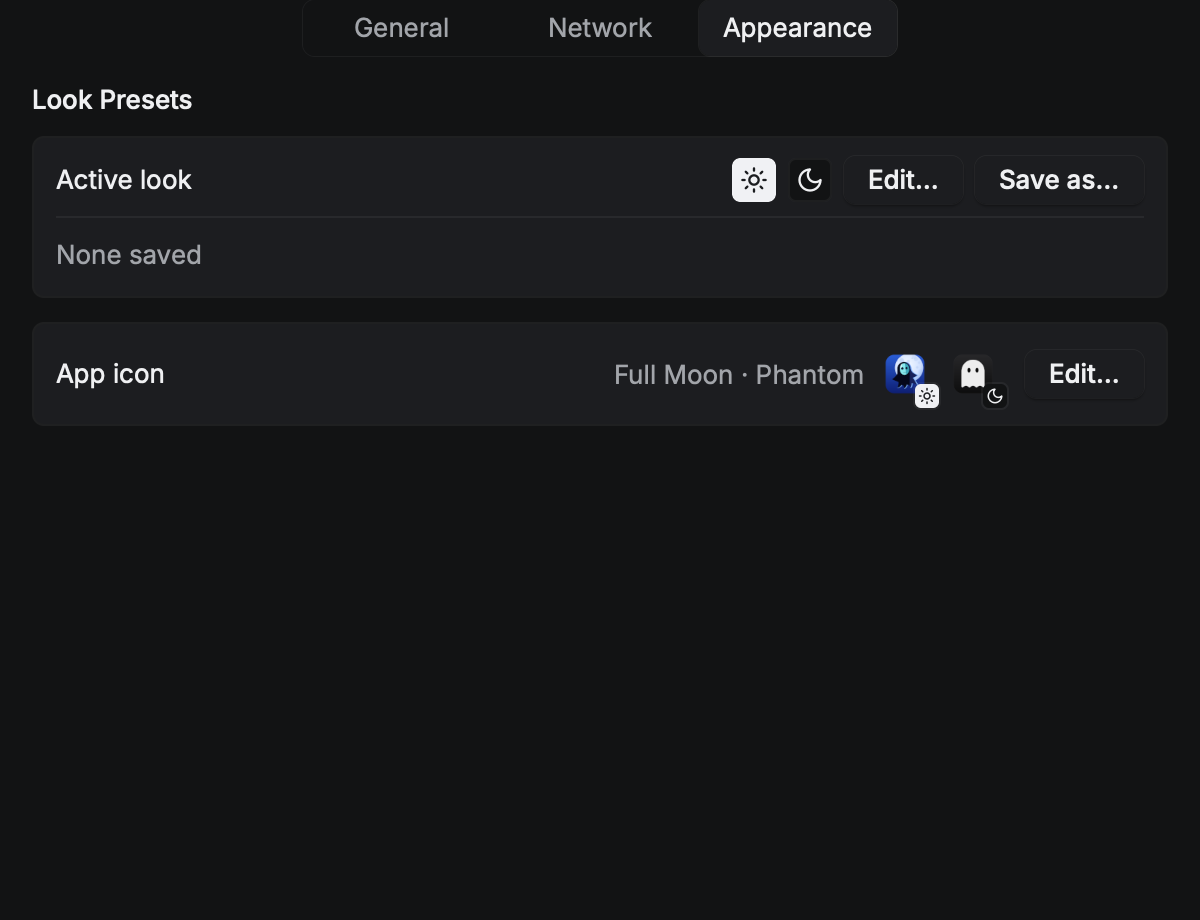 General Network Appearance
Look Presets
Active look Edit... Save as...
None saved
App icon Full Moon · Phantom Edit...